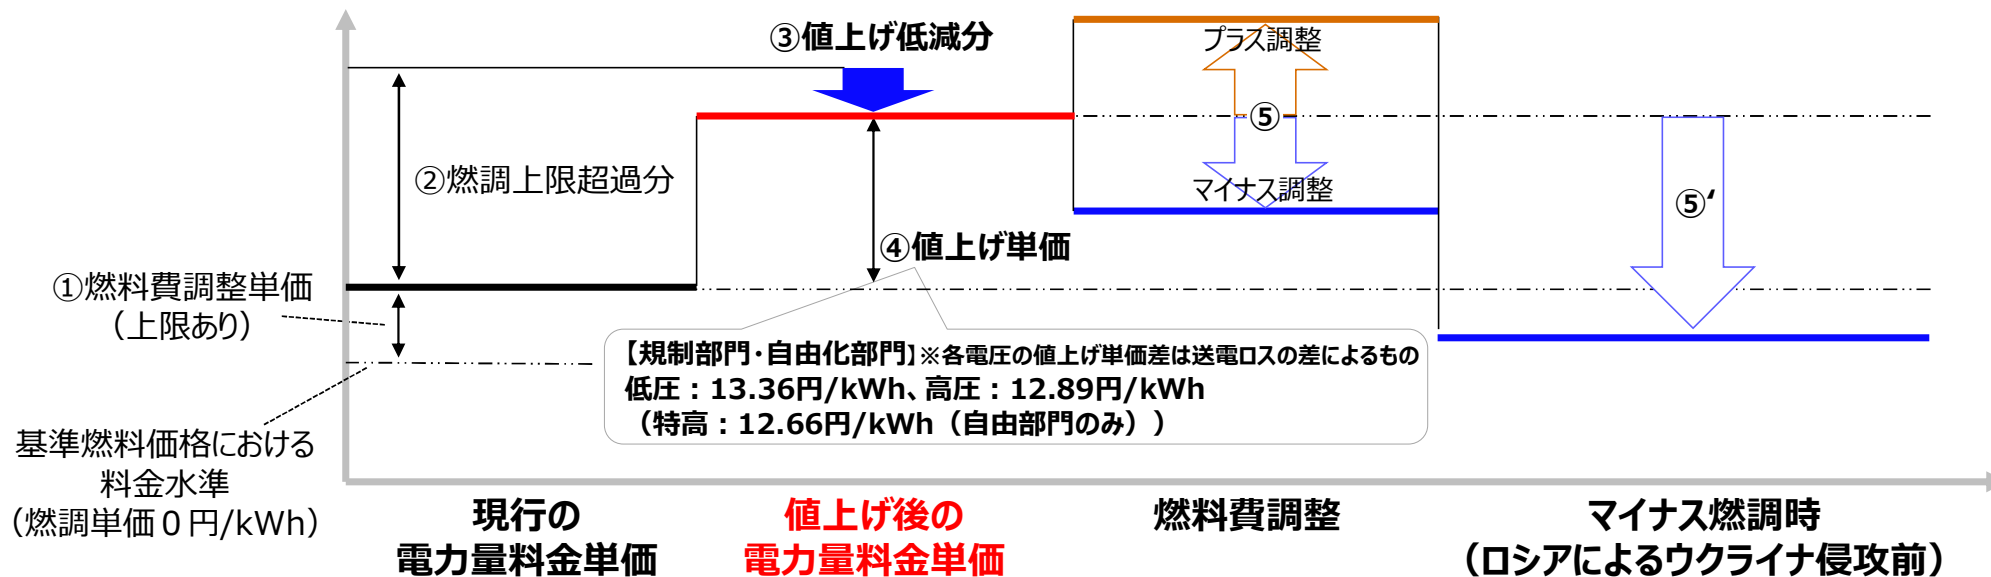 ③値上げ低減分
プラス調整
⑤
マイナス調整
②燃調上限超過分
⑤‘
④値上げ単価
①燃料費調整単価
（上限あり）
【規制部門･自由化部門】※各電圧の値上げ単価差は送電ロスの差によるもの
低圧：13.36円/kWh、高圧：12.89円/kWh
（特高：12.66円/kWh（自由部門のみ））
基準燃料価格における
料金水準
（燃調単価０円/kWh）
現行の
電力量料金単価
値上げ後の
電力量料金単価
燃料費調整
マイナス燃調時
（ロシアによるウクライナ侵攻前）